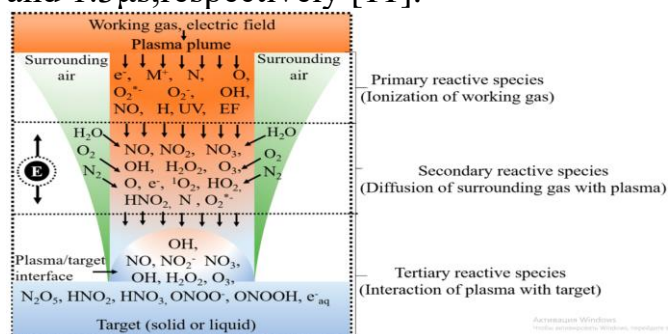 and 1.5μs,respectively [11].
Working gas, electric field
Plasma plume
Surrounding air
Surrounding air
e⁻, M⁺, N, O,
O₂*⁻ O₂⁻, OH,
NO, H, UV, EF
Primary reactive species
(Ionization of working gas)
H₂O
O₂
N₂
E
NO, NO₂, NO₃,
OH, H₂O₂, O₃,
O, e⁻, ¹O₂, HO₂,
HNO₂, N , O₂*⁻
H₂O
O₂
N₂
Secondary reactive species
(Diffusion of surrounding gas with plasma)
OH,
NO, NO₂⁻ NO₃,
OH, H₂O₂, O₃,
Plasma/target
interface
N₂O₅, HNO₂, HNO₃, ONOO⁻, ONOOH, e⁻aq
Target (solid or liquid)
Tertiary reactive species
(Interaction of plasma with target)
Активация Windows